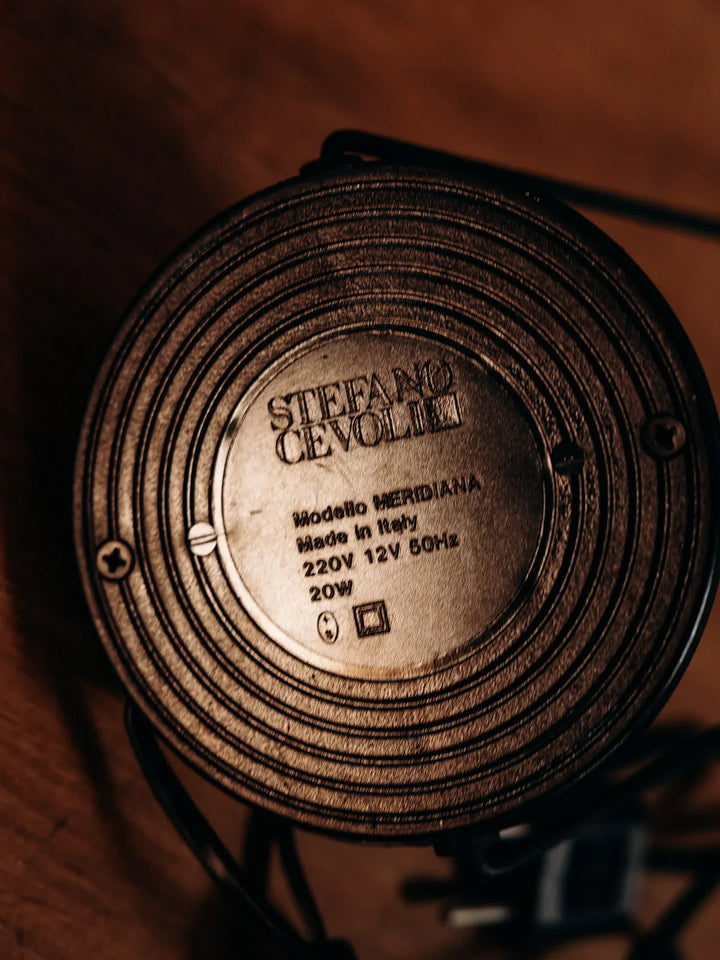 STEFANO
CEVOLI
Modello MERIDIANA
Made in Italy
220V 12V 50Hz
20W